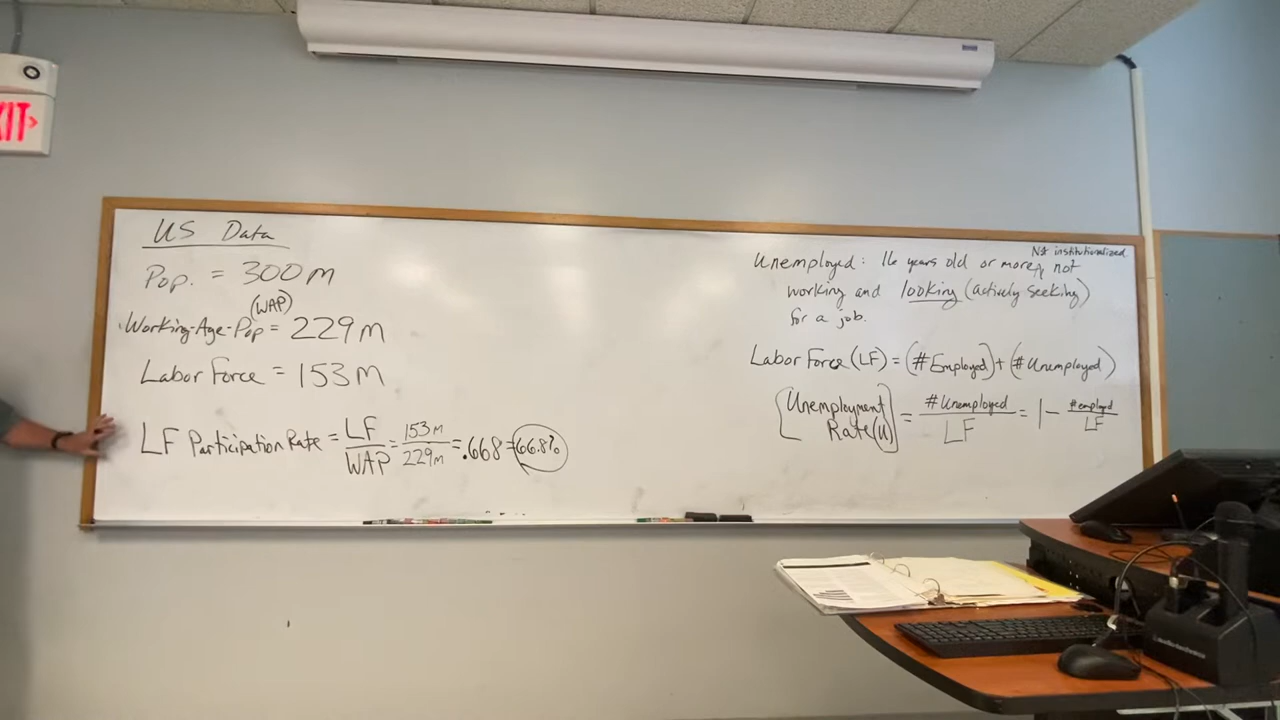 XIT>
US Data
Pop. = 300m
(WAP)
Working-Age-Pop = 229m
Labor Force = 153m
LF Participation Rate = LF/WAP = 153m/229m = .668 = 66.8%
Not institutionalized
Unemployed: 16 years old or more, not
working and looking (actively seeking)
for a job.
Labor Force (LF) = (#Employed) + (#Unemployed)
[Unemployment Rate (U)] = #Unemployed/LF = 1 - #employed/LF